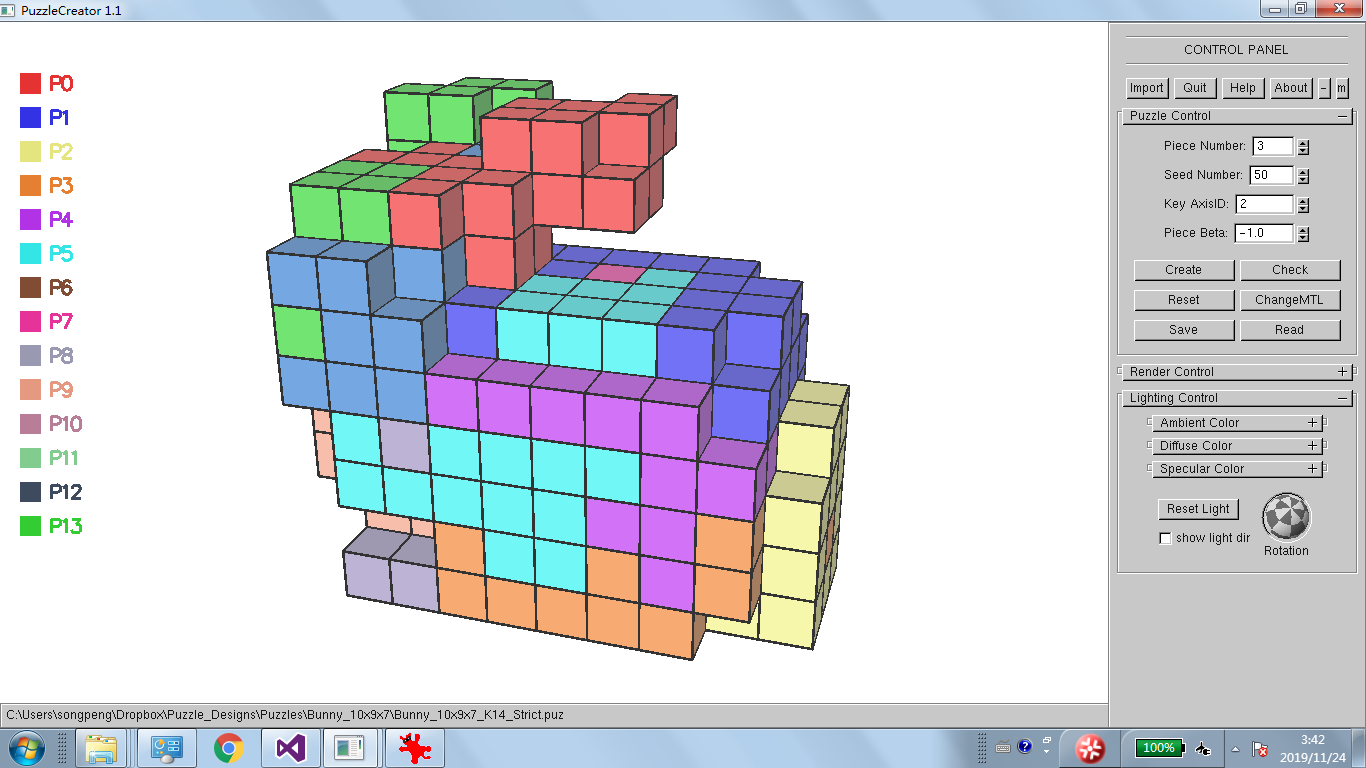 PuzzleCreator 1.1
P0
P1
P2
P3
P4
P5
P6
P7
P8
P9
P10
P11
P12
P13
CONTROL PANEL
Import Quit Help About - m
Puzzle Control
Piece Number: 3
Seed Number: 50
Key AxisID: 2
Piece Beta: -1.0
Create Check
Reset ChangeMTL
Save Read
Render Control
Lighting Control
Ambient Color
Diffuse Color
Specular Color
Reset Light
show light dir
Rotation
C:\Users\songpeng\Dropbox\Puzzle_Designs\Puzzles\Bunny_10x9x7\Bunny_10x9x7_K14_Strict.puz
100%
3:42
2019/11/24